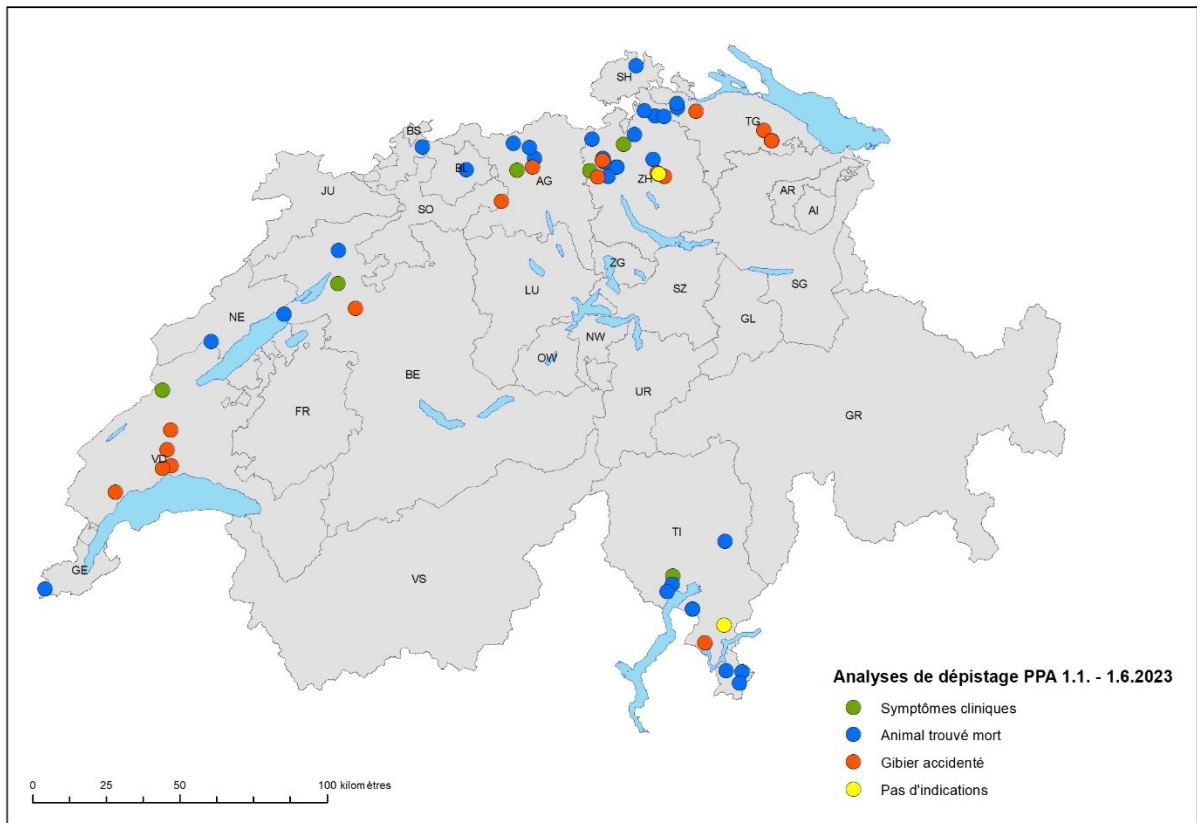 SH
BS
TG
BL
AG
ZH
JU
AR
SO
AI
ZG
LU
SZ
SG
NE
GL
NW
OW
BE
UR
FR
GR
VD
TI
GE
VS
Analyses de dépistage PPA 1.1. - 1.6.2023
Symptômes cliniques
Animal trouvé mort
Gibier accidenté
Pas d'indications
0 25 50 100 kilomètres